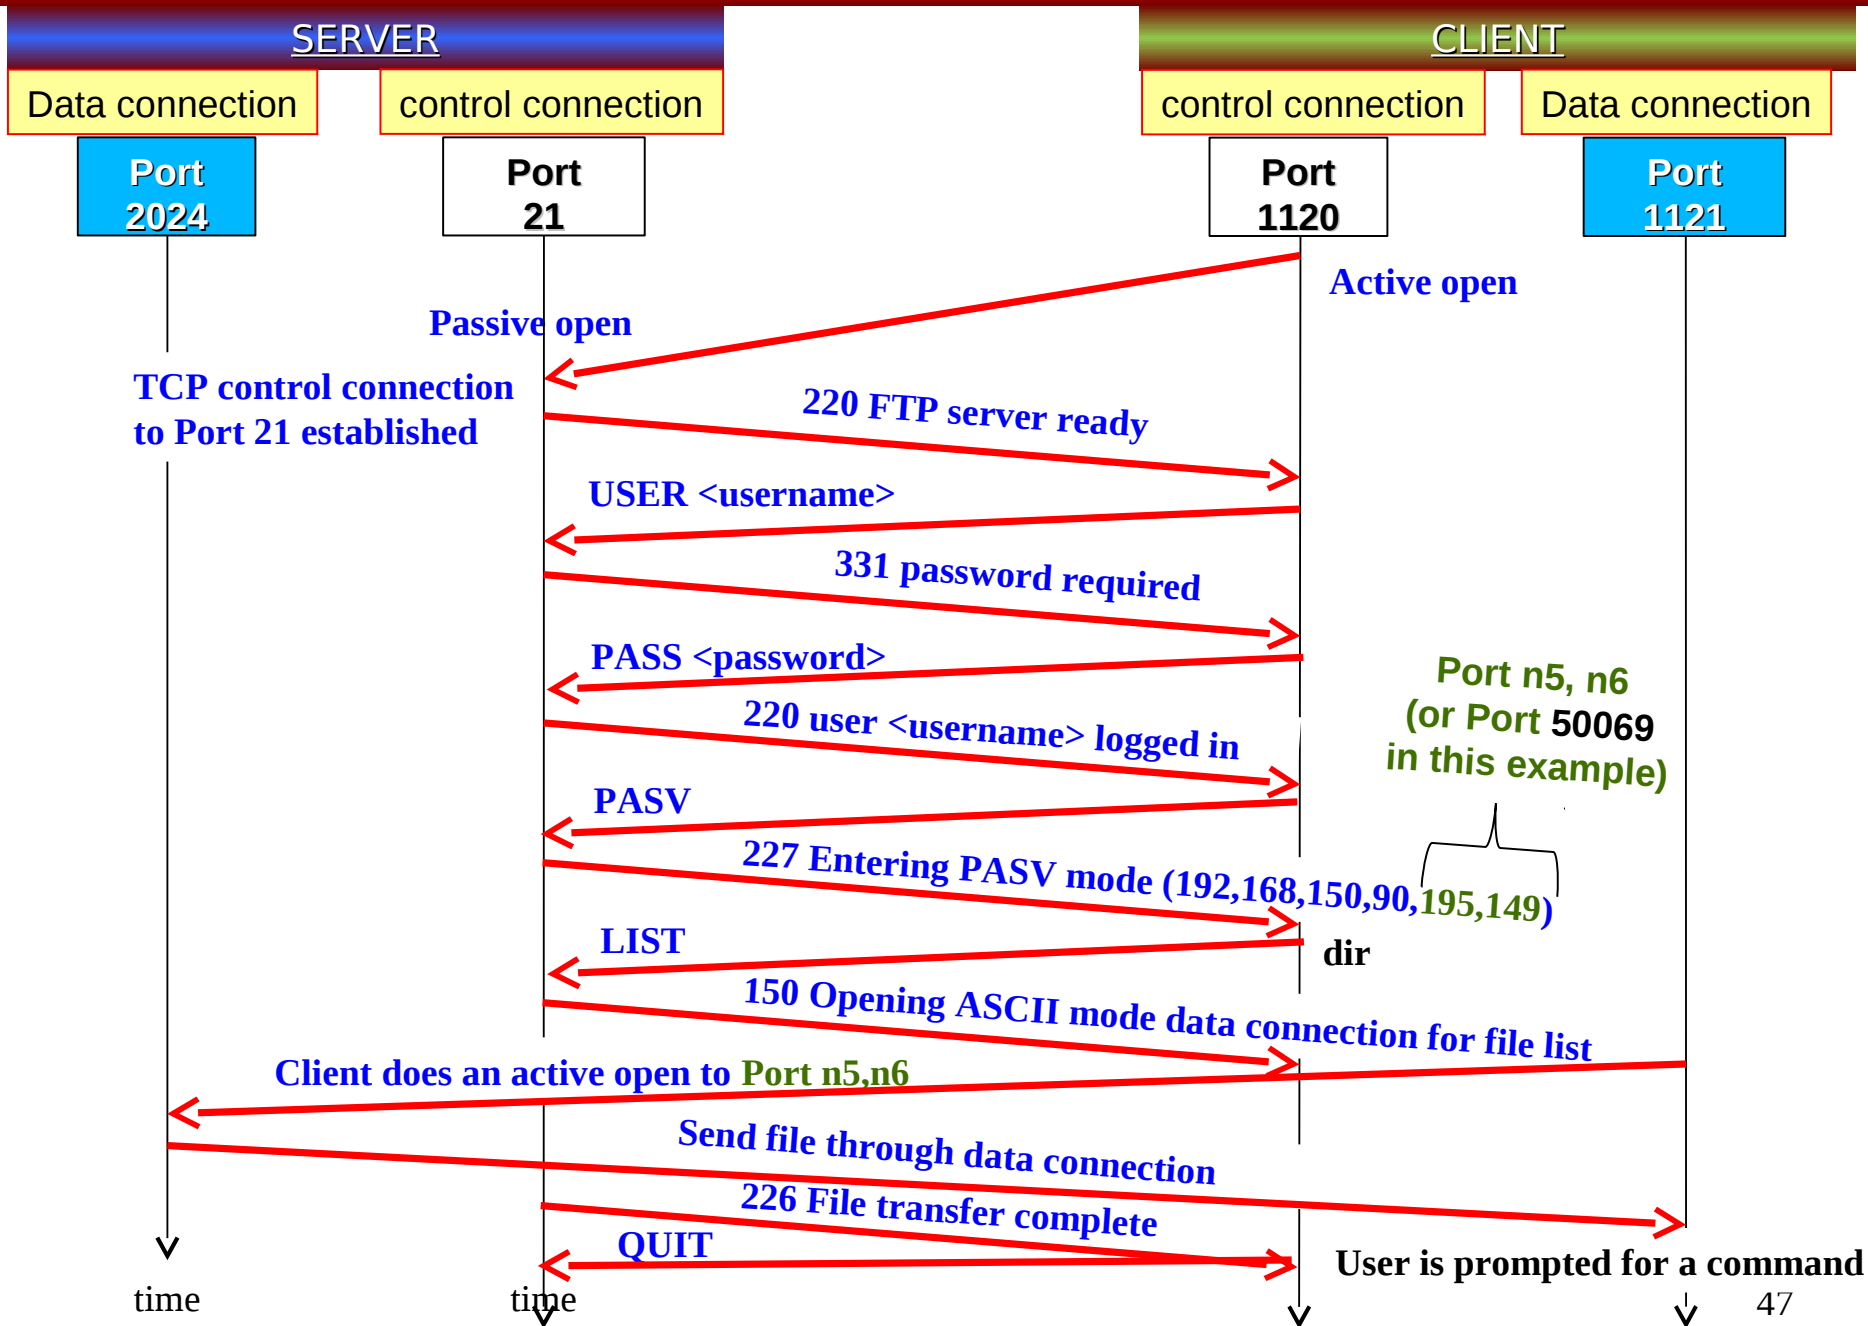 SERVER
CLIENT
Data connection
control connection
control connection
Data connection
Port
2024
Port
21
Port
1120
Port
1121
Active open
Passive open
TCP control connection
to Port 21 established
220 FTP server ready
USER <username>
331 password required
PASS <password>
Port n5, n6
(or Port 50069
in this example)
220 user <username> logged in
PASV
227 Entering PASV mode (192,168,150,90,195,149)
LIST
dir
150 Opening ASCII mode data connection for file list
Client does an active open to Port n5,n6
Send file through data connection
226 File transfer complete
QUIT
User is prompted for a command
time
time
47